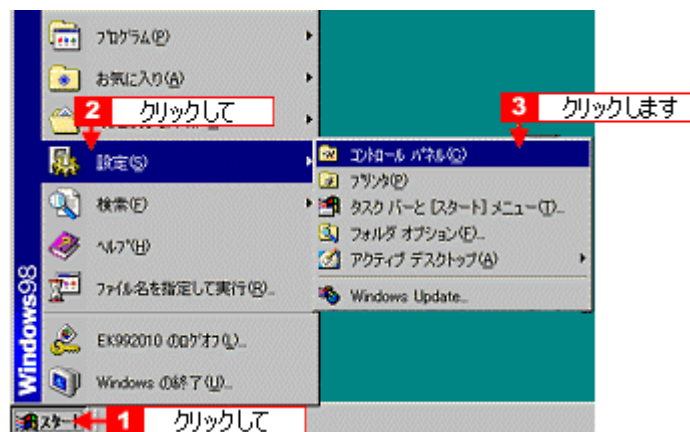 プログラム(P)
お気に入り(A)
2 クリックして
設定(S)
検索(F)
ヘルプ(H)
ファイル名を指定して実行(R)...
EK992010 のログオフ(L)...
Windows の終了(U)...
Windows98
スタート
1 クリックして
3 クリックします
コントロール パネル(C)
プリンタ(P)
タスク バーと [スタート] メニュー(T)...
フォルダ オプション(F)...
アクティブ デスクトップ(A)
Windows Update...